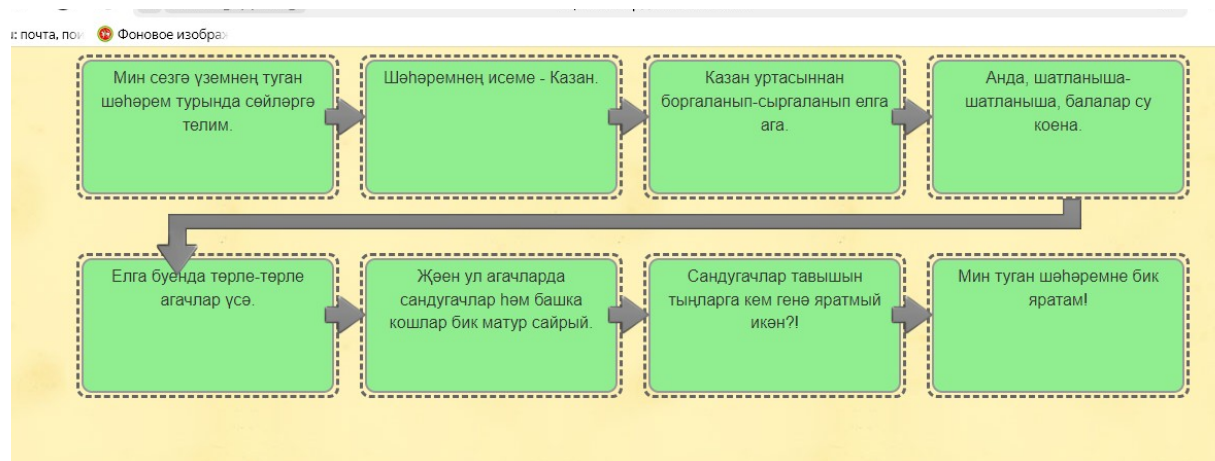 почта,
Фоновое
Мин сезгә үземнең туган
шәһәрем турында сөйләргә
телим.
Шәһәремнең исеме - Казан.
Казан уртасыннан
боргаланып-сыргаланып елга
ага.
Анда, шатланыша-
шатланыша, балалар су
коена.
Елга буенда төрле-төрле
агачлар үсә.
Җәен ул агачларда
сандугачлар һәм башка
кошлар бик матур сайрый.
Сандугачлар тавышын
тыңларга кем генә яратмый
икән?!
Мин туган шәһәремне бик
яратам!